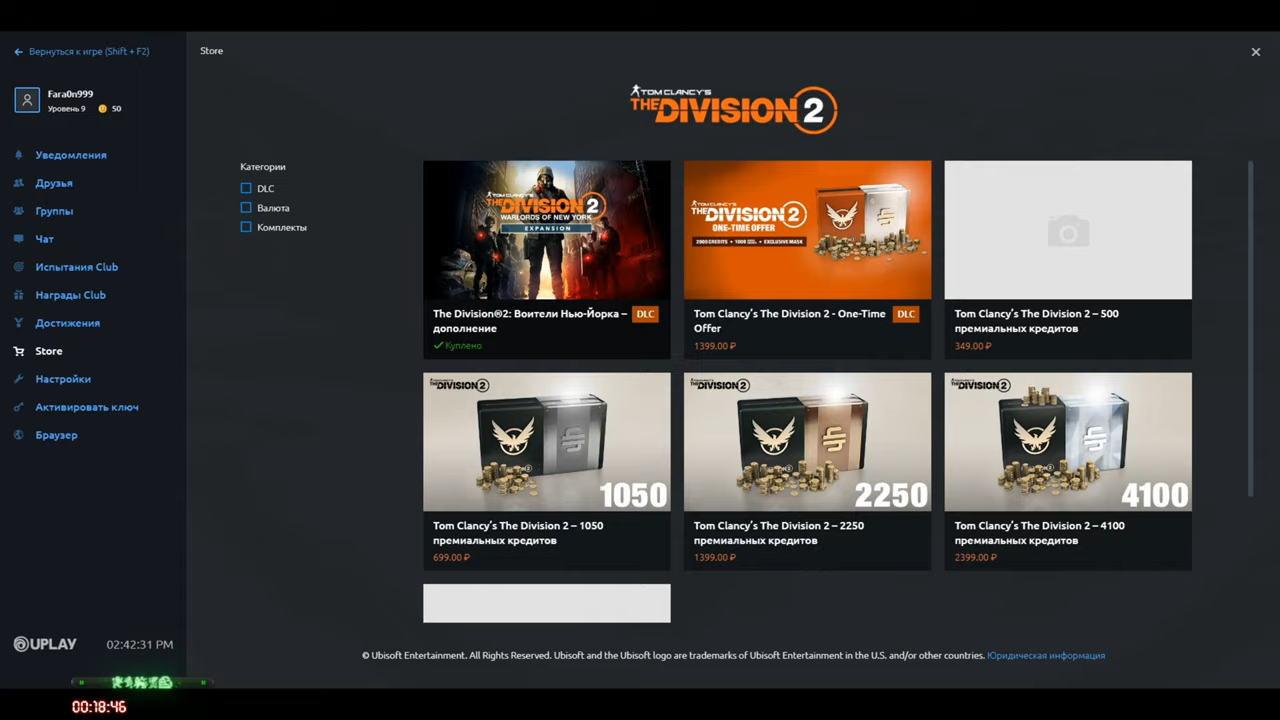 Вернуться к игре (Shift + F2)
Store
Fara0n999
Уровень 9 50
Уведомления
Друзья
Группы
Чат
Испытания Club
Награды Club
Достижения
Store
Настройки
Активировать ключ
Браузер
UPLAY 02:42:31 PM
00:18:46
TOM CLANCY'S
THE DIVISION 2
Категории
DLC
Валюта
Комплекты
TOM CLANCY'S
THE DIVISION 2
WARLORDS OF NEW YORK
EXPANSION
The Division®2: Воители Нью-Йорка –
дополнение
DLC
Куплено
TOM CLANCY'S
THE DIVISION 2
ONE-TIME OFFER
Tom Clancy's The Division 2 - One-Time
Offer
DLC
1399.00 ₽
Tom Clancy's The Division 2 – 500
премиальных кредитов
349.00 ₽
THE DIVISION 2
1050
Tom Clancy's The Division 2 – 1050
премиальных кредитов
699.00 ₽
THE DIVISION 2
2250
Tom Clancy's The Division 2 – 2250
премиальных кредитов
1399.00 ₽
THE DIVISION 2
4100
Tom Clancy's The Division 2 – 4100
премиальных кредитов
2399.00 ₽
© Ubisoft Entertainment. All Rights Reserved. Ubisoft and the Ubisoft logo are trademarks of Ubisoft Entertainment in the U.S. and/or other countries. Юридическая информация